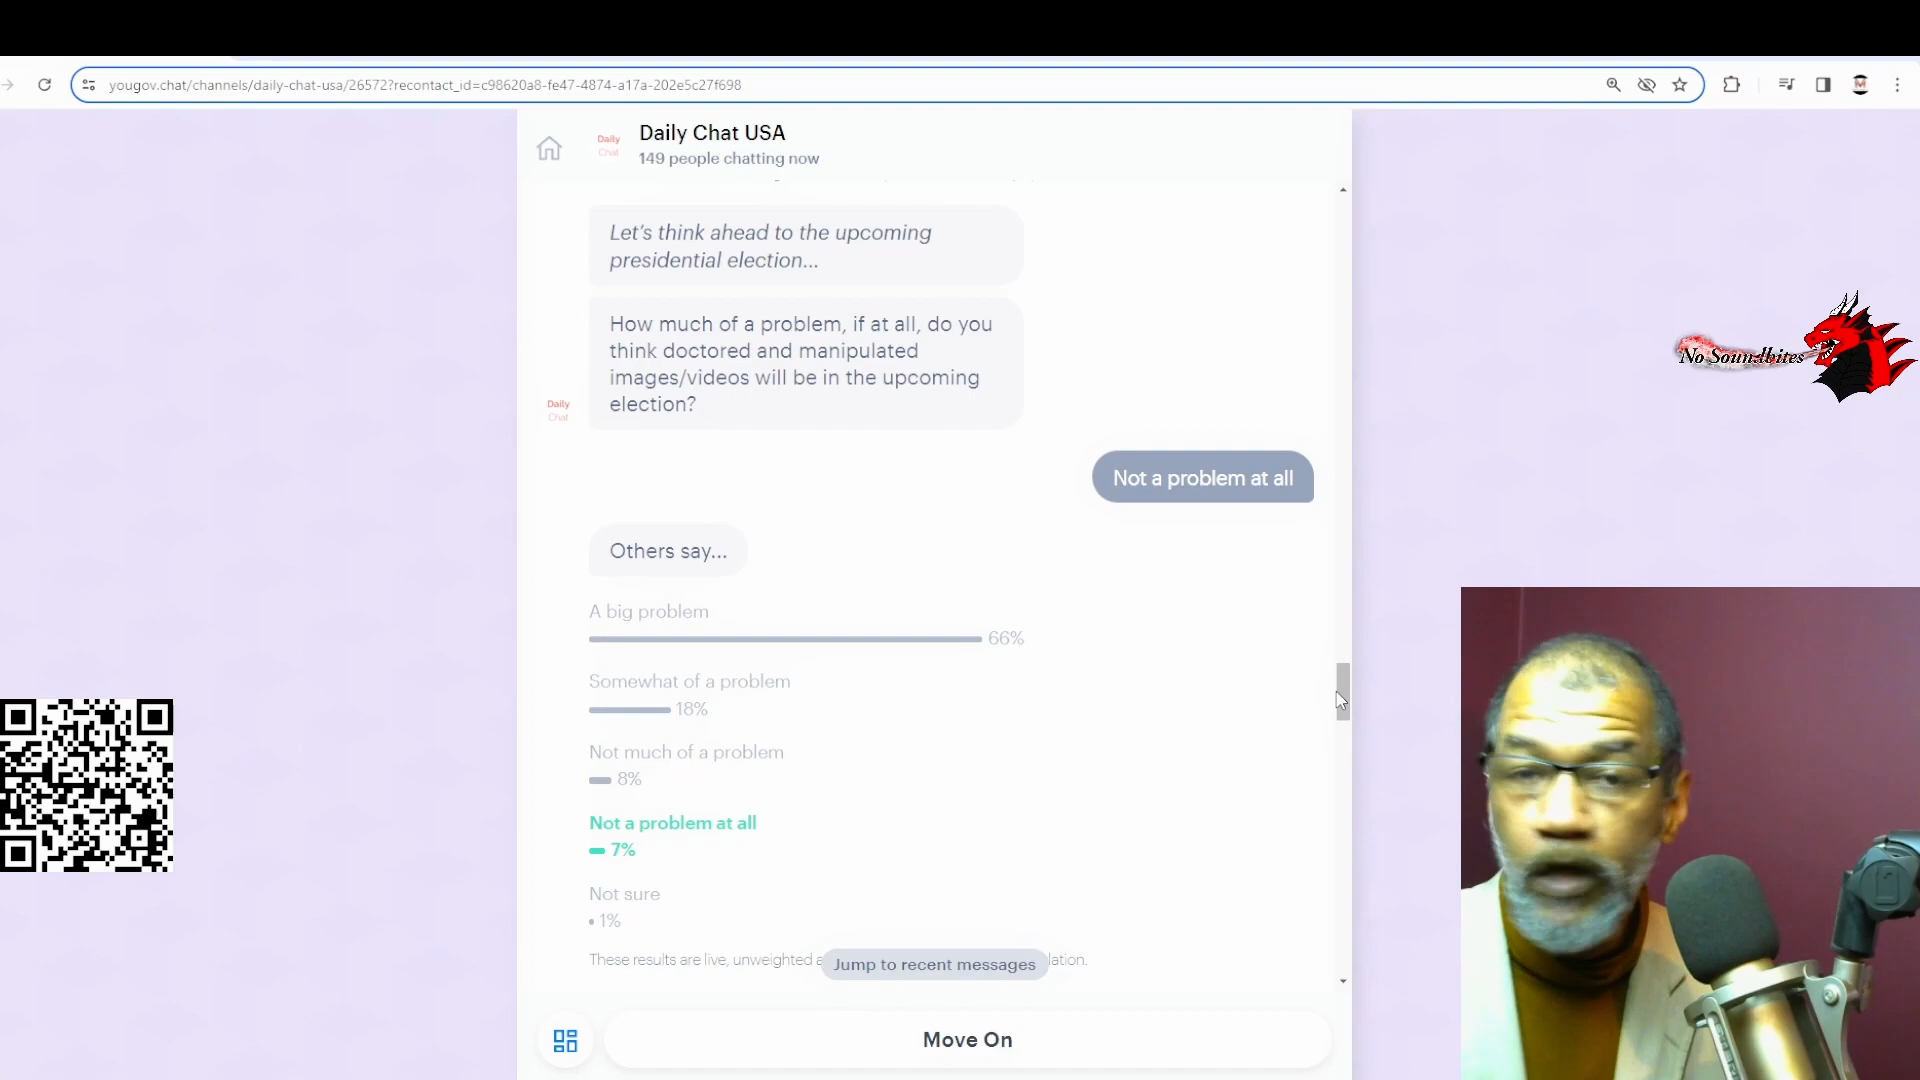 yougov.chat/channels/daily-chat-usa/26572?recontact_id=c98620a8-fe47-4874-a17a-202e5c27f698
Daily
Chat
Daily Chat USA
149 people chatting now
Let's think ahead to the upcoming
presidential election...
How much of a problem, if at all, do you
think doctored and manipulated
images/videos will be in the upcoming
election?
Daily
Chat
Not a problem at all
Others say...
A big problem
66%
Somewhat of a problem
18%
Not much of a problem
8%
Not a problem at all
7%
Not sure
1%
These results are live, unweighted
Jump to recent messages
Move On
No Soundbites